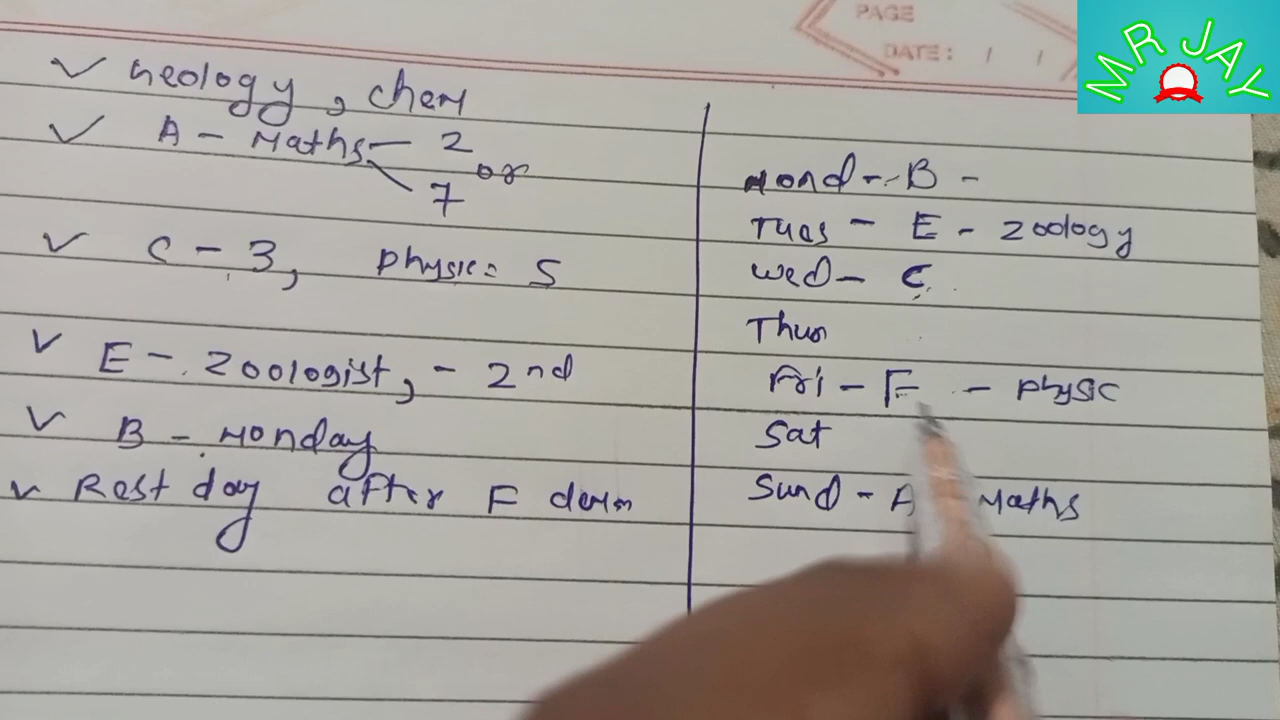 PAGE
DATE: / /
MR JAY
Geology, chem
A - Maths - 2
or
7
C - 3, Physic = 5
E - Zoologist, - 2nd
B - Monday
Rest day after F dem
Mond - B -
Tues - E - Zoology
Wed - C
Thur
Fri - F - Physic
Sat
Sund - A Maths